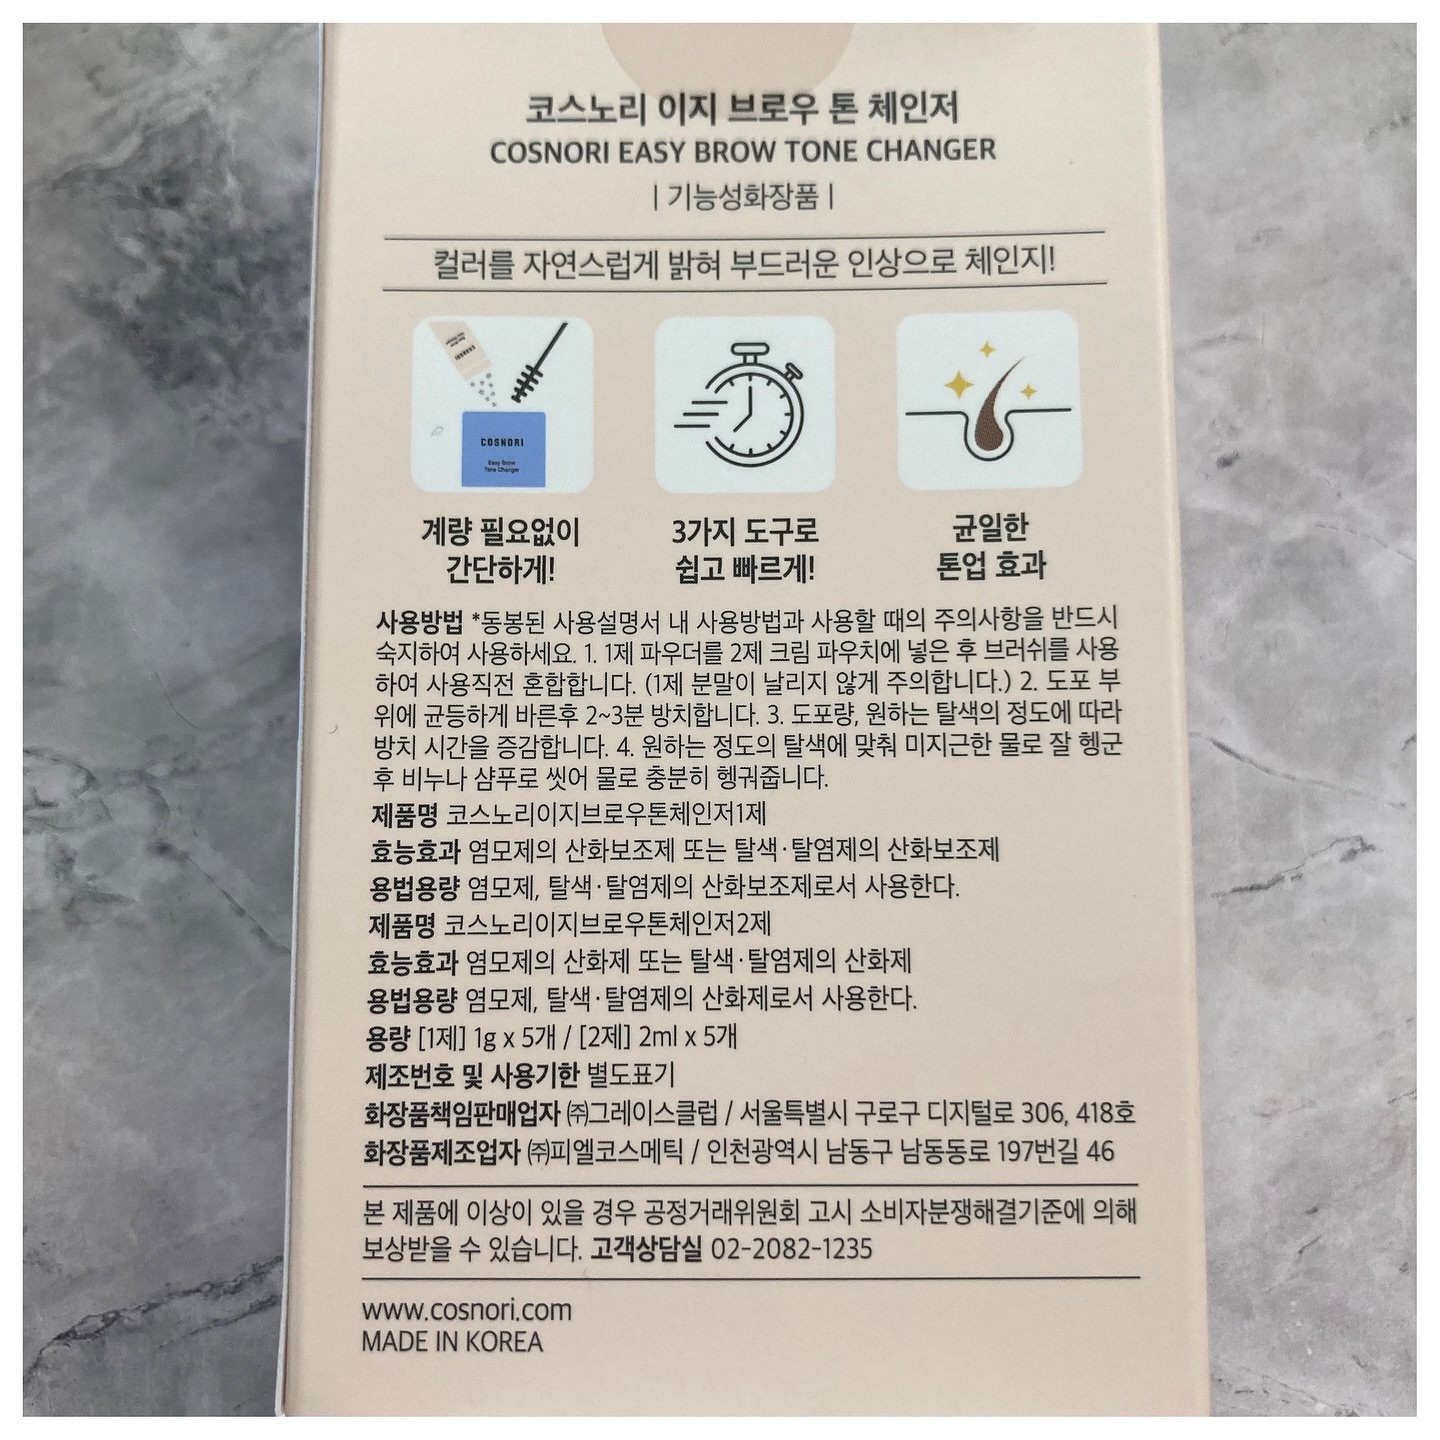 코스노리 이지 브로우 톤 체인저
COSNORI EASY BROW TONE CHANGER
| 기능성화장품 |
컬러를 자연스럽게 밝혀 부드러운 인상으로 체인지!
COSNORI
COSNORI
Easy Brow
Tone Changer
계량 필요없이
간단하게!
3가지 도구로
쉽고 빠르게!
균일한
톤업 효과
사용방법 *동봉된 사용설명서 내 사용방법과 사용할 때의 주의사항을 반드시
숙지하여 사용하세요. 1. 1제 파우더를 2제 크림 파우치에 넣은 후 브러쉬를 사용
하여 사용직전 혼합합니다. (1제 분말이 날리지 않게 주의합니다.) 2. 도포 부
위에 균등하게 바른후 2~3분 방치합니다. 3. 도포량, 원하는 탈색의 정도에 따라
방치 시간을 증감합니다. 4. 원하는 정도의 탈색에 맞춰 미지근한 물로 잘 헹군
후 비누나 샴푸로 씻어 물로 충분히 헹궈줍니다.
제품명 코스노리이지브로우톤체인저1제
효능효과 염모제의 산화보조제 또는 탈색·탈염제의 산화보조제
용법용량 염모제, 탈색·탈염제의 산화보조제로서 사용한다.
제품명 코스노리이지브로우톤체인저2제
효능효과 염모제의 산화제 또는 탈색·탈염제의 산화제
용법용량 염모제, 탈색·탈염제의 산화제로서 사용한다.
용량 [1제] 1g x 5개 / [2제] 2ml x 5개
제조번호 및 사용기한 별도표기
화장품책임판매업자 ㈜그레이스클럽 / 서울특별시 구로구 디지털로 306, 418호
화장품제조업자 ㈜피엘코스메틱 / 인천광역시 남동구 남동동로 197번길 46
본 제품에 이상이 있을 경우 공정거래위원회 고시 소비자분쟁해결기준에 의해
보상받을 수 있습니다. 고객상담실 02-2082-1235
www.cosnori.com
MADE IN KOREA